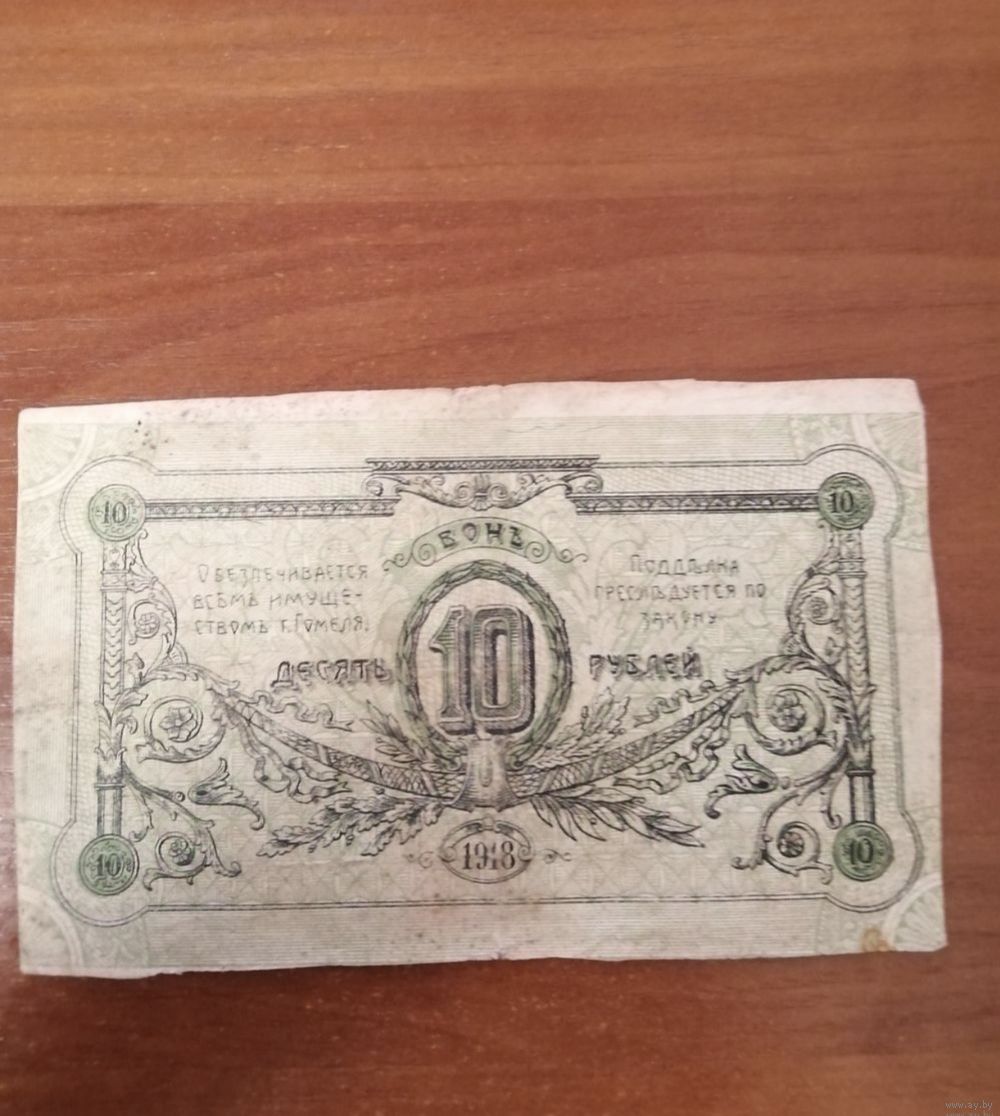 10
10
БОНЪ
ОБЕЗПЕЧИВАЕТСЯ
ВСѢМЪ ИМУЩЕ-
СТВОМЪ Г. ГОМЕЛЯ.
ПОДДѢЛКА
ПРЕСЛѢДУЕТСЯ ПО
ЗАКОНУ
ДЕСЯТЬ
10
РУБЛЕЙ
1918
10
10
www.ay.by